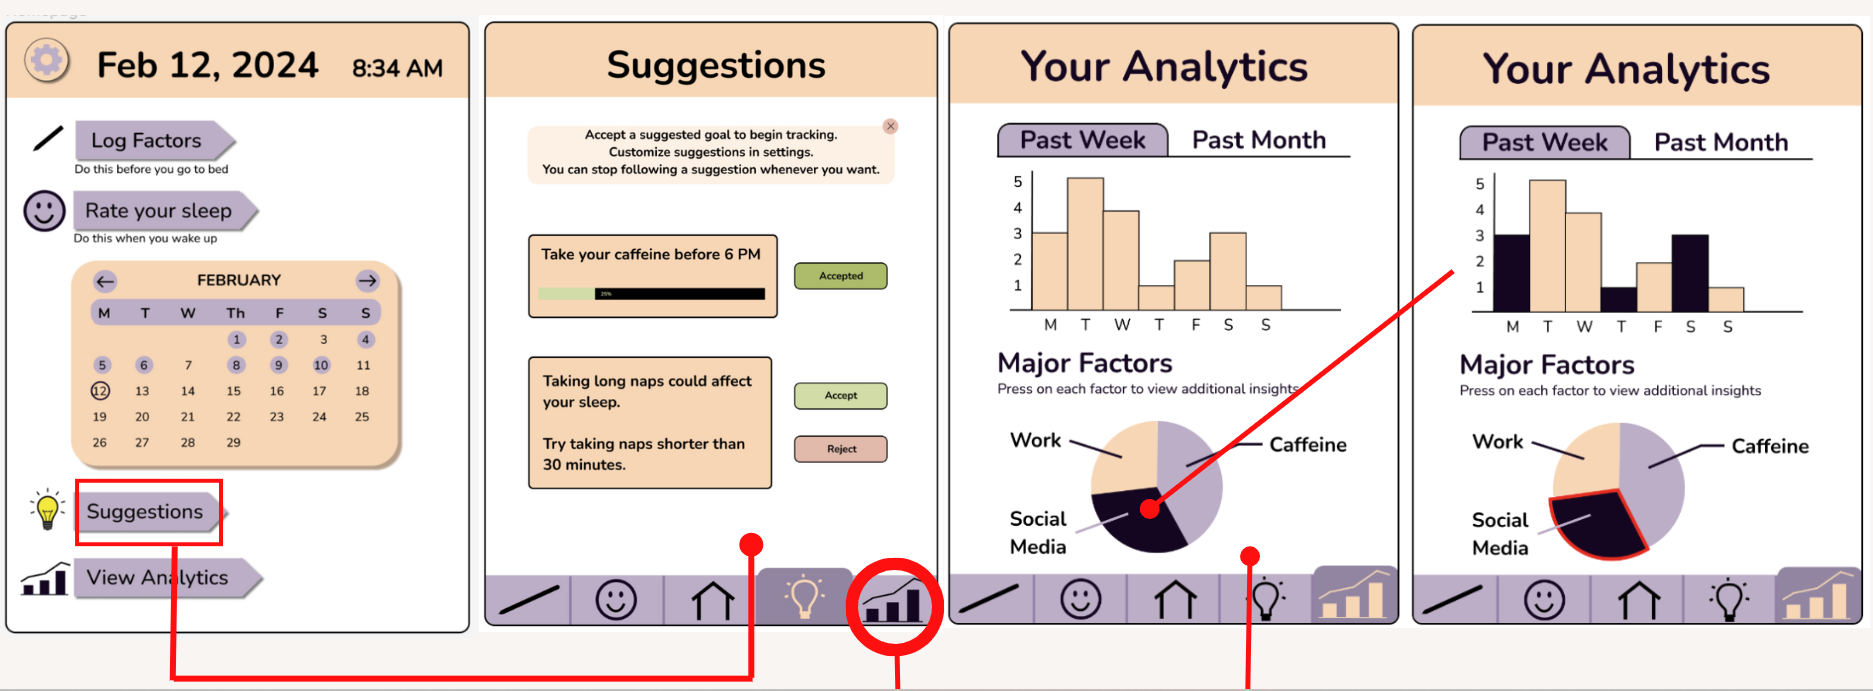 Homepage
Feb 12, 2024 8:34 AM
Log Factors
Do this before you go to bed
Rate your sleep
Do this when you wake up
FEBRUARY
M T W Th F S S
1 2 3 4
5 6 7 8 9 10 11
12 13 14 15 16 17 18
19 20 21 22 23 24 25
26 27 28 29
Suggestions
View Analytics
Suggestions
Accept a suggested goal to begin tracking.
Customize suggestions in settings.
You can stop following a suggestion whenever you want.
Take your caffeine before 6 PM
25%
Accepted
Taking long naps could affect
your sleep.
Try taking naps shorter than
30 minutes.
Accept
Reject
Your Analytics
Past Week Past Month
5
4
3
2
1
M T W T F S S
Major Factors
Press on each factor to view additional insights
Work
Caffeine
Social
Media
Your Analytics
Past Week Past Month
5
4
3
2
1
M T W T F S S
Major Factors
Press on each factor to view additional insights
Work
Caffeine
Social
Media